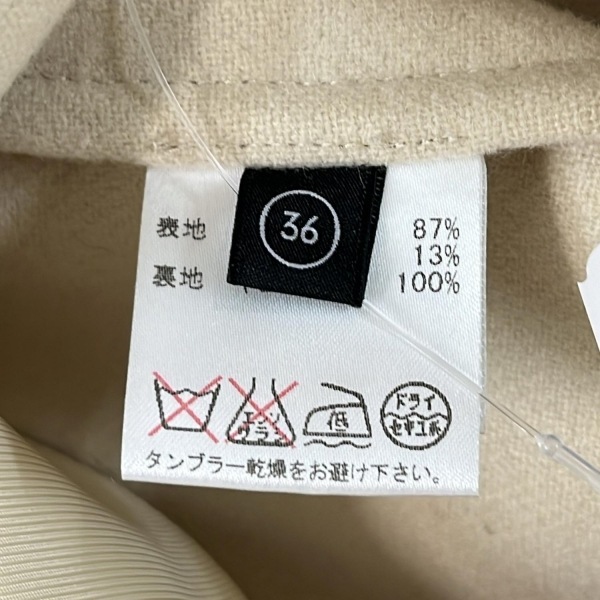 36
表地 87%
13%
裏地 100%
エンソ
サラシ
低
ドライ
セキユ系
タンブラー乾燥をお避け下さい。